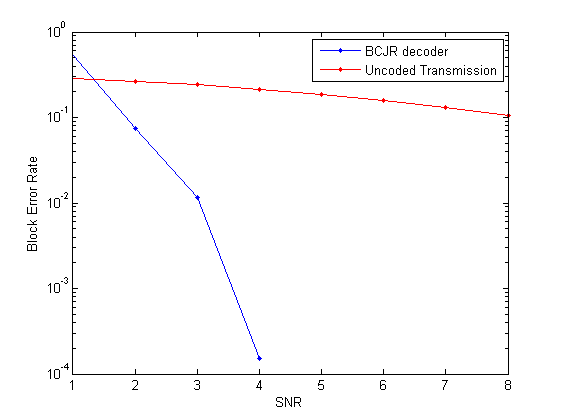 10^0
BCJR decoder
Uncoded Transmission
10^-1
10^-2
10^-3
10^-4
Block Error Rate
1 2 3 4 5 6 7 8
SNR